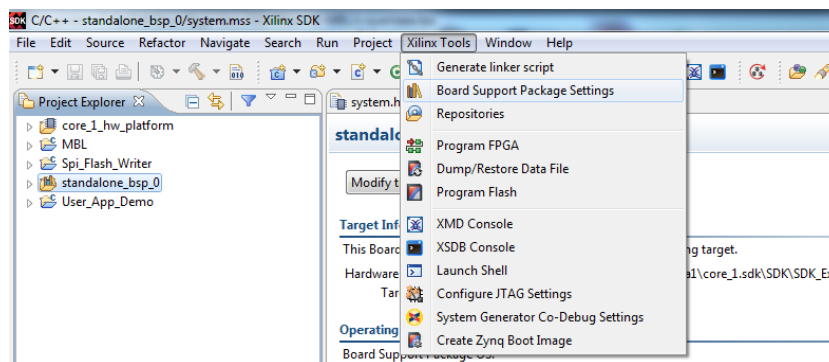 SDK C/C++ - standalone_bsp_0/system.mss - Xilinx SDK
File Edit Source Refactor Navigate Search Run Project Xilinx Tools Window Help
Project Explorer
system.h
core_1_hw_platform
MBL
Spi_Flash_Writer
standalone_bsp_0
User_App_Demo
Generate linker script
Board Support Package Settings
Repositories
Program FPGA
Dump/Restore Data File
Program Flash
XMD Console
XSDB Console
Launch Shell
Configure JTAG Settings
System Generator Co-Debug Settings
Create Zynq Boot Image
standalo
Modify t
Target Inf
This Board
ng target.
Hardware
a1\core_1.sdk\SDK\SDK_E
Tar
Operating
Board Support Package OS.